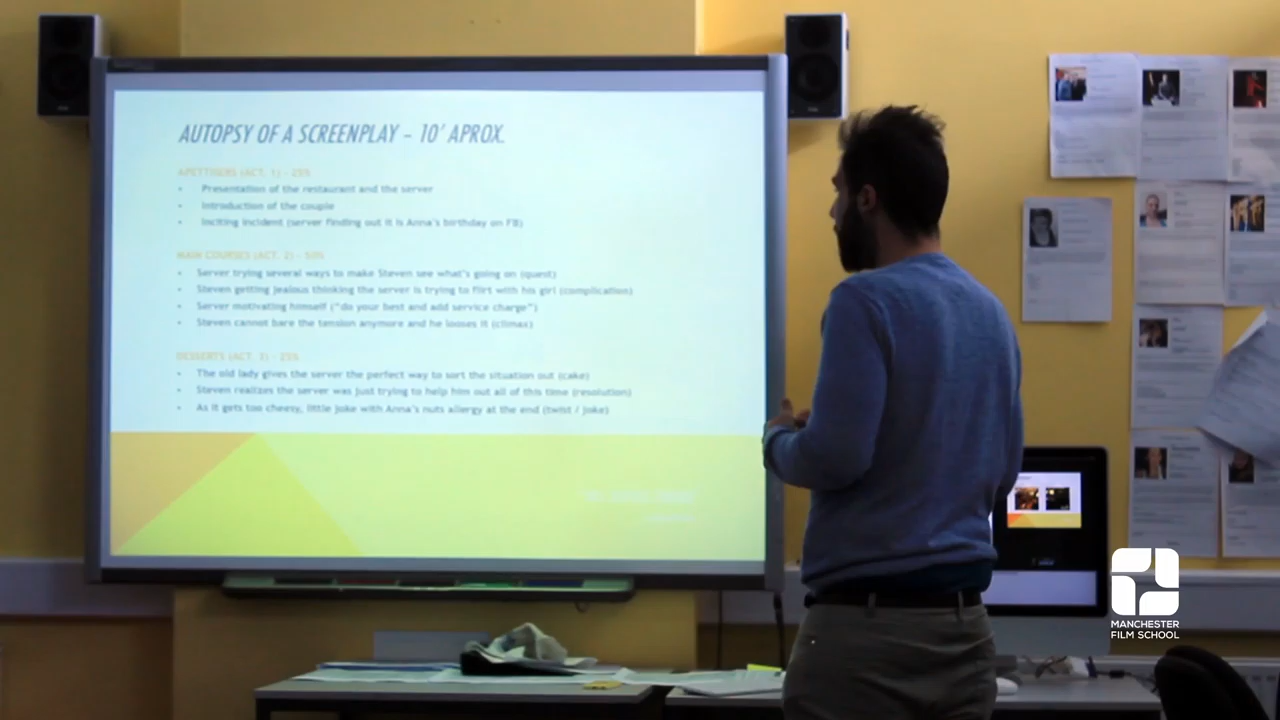 AUTOPSY OF A SCREENPLAY – 10' APROX.
APETTISERS (ACT. 1) - 25%
• Presentation of the restaurant and the server
• Introduction of the couple
• Inciting incident (server finding out it is Anna's birthday on FB)
MAIN COURSES (ACT. 2) - 50%
• Server trying several ways to make Steven see what's going on (quest)
• Steven getting jealous thinking the server is trying to flirt with his girl (complication)
• Server motivating himself ("do your best and add service charge")
• Steven cannot bare the tension anymore and he looses it (climax)
DESSERTS (ACT. 3) - 25%
• The old lady gives the server the perfect way to sort the situation out (cake)
• Steven realizes the server was just trying to help him out all of this time (resolution)
• As it gets too cheesy, little joke with Anna's nuts allergy at the end (twist / joke)
MANCHESTER
FILM SCHOOL